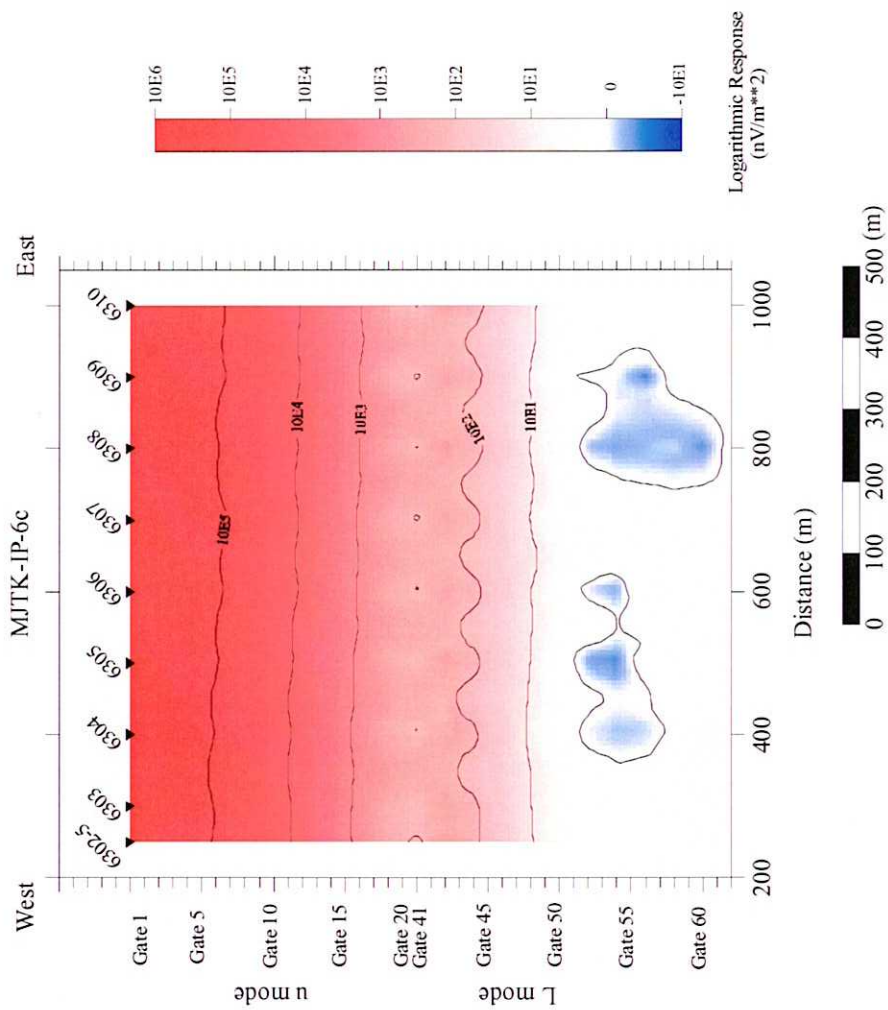 MJTK-IP-6c
West
East
6302-5
6303
6304
6305
6306
6307
6308
6309
6310
u mode
L mode
Gate 1
Gate 5
Gate 10
Gate 15
Gate 20
Gate 41
Gate 45
Gate 50
Gate 55
Gate 60
10E5
10E4
10E4
10E3
10E3
10E2
10E1
10E1
200
400
600
800
1000
Distance (m)
0
100
200
300
400
500 (m)
10E6
10E5
10E4
10E3
10E2
10E1
0
-10E1
Logarithmic Response
(nV/m**2)